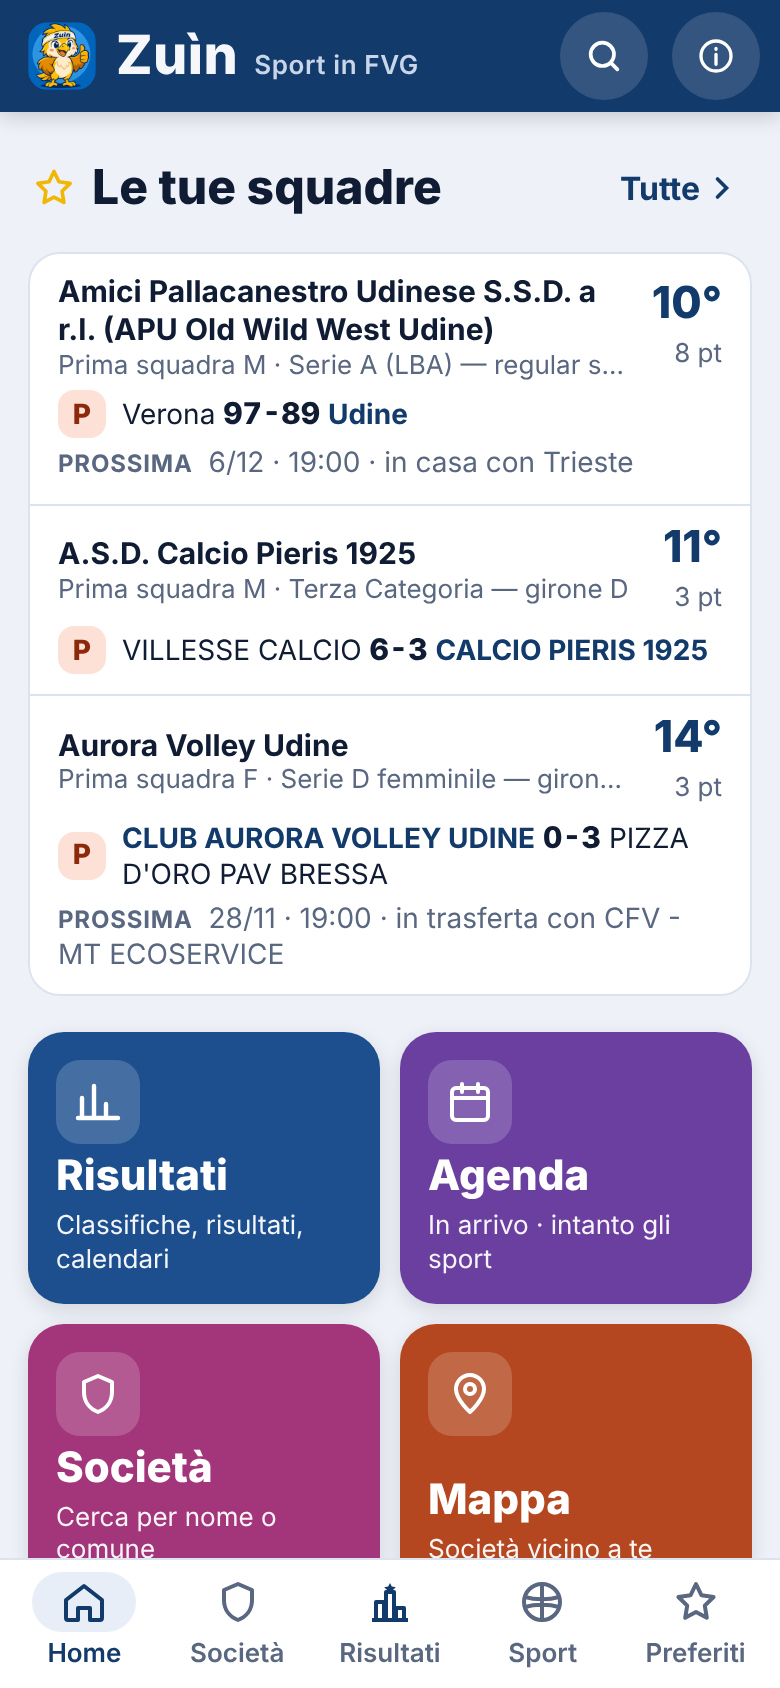 Zuìn Sport in FVG
Le tue squadre
Tutte
Amici Pallacanestro Udinese S.S.D. a
r.l. (APU Old Wild West Udine)
10°
Prima squadra M · Serie A (LBA) — regular s...
8 pt
P Verona 97-89 Udine
PROSSIMA 6/12 · 19:00 · in casa con Trieste
A.S.D. Calcio Pieris 1925
11°
Prima squadra M · Terza Categoria — girone D
3 pt
P VILLESSE CALCIO 6-3 CALCIO PIERIS 1925
Aurora Volley Udine
14°
Prima squadra F · Serie D femminile — giron...
3 pt
P CLUB AURORA VOLLEY UDINE 0-3 PIZZA
D'ORO PAV BRESSA
PROSSIMA 28/11 · 19:00 · in trasferta con CFV -
MT ECOSERVICE
Risultati
Classifiche, risultati,
calendari
Agenda
In arrivo · intanto gli
sport
Società
Cerca per nome o
comune
Mappa
Società vicino a te
Home
Società
Risultati
Sport
Preferiti